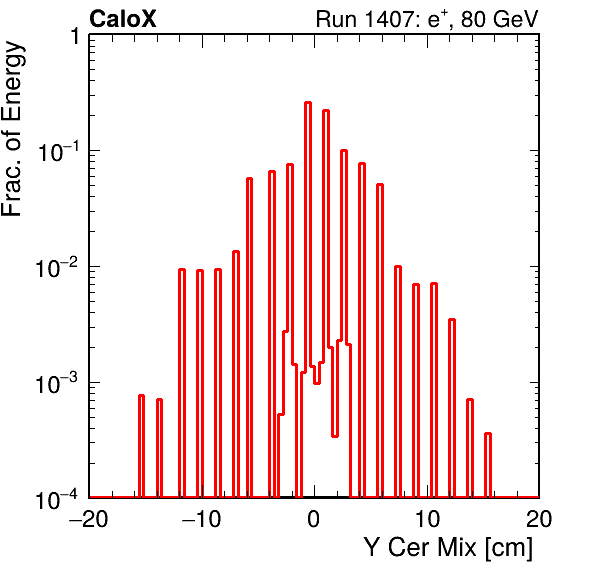 CaloX Run 1407: e⁺, 80 GeV
Frac. of Energy
1
10⁻¹
10⁻²
10⁻³
10⁻⁴
−20 −10 0 10 20
Y Cer Mix [cm]